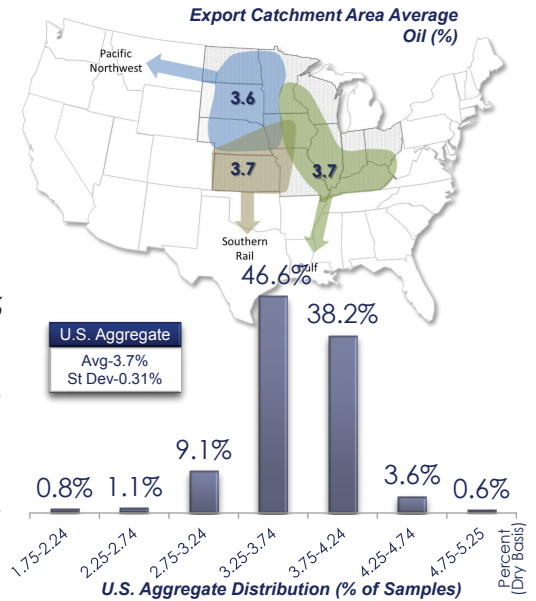 Export Catchment Area Average
Oil (%)
Pacific
Northwest
3.6
3.7
3.7
Southern
Rail
Gulf
46.6%
38.2%
U.S. Aggregate
Avg-3.7%
St Dev-0.31%
9.1%
0.8%
1.1%
3.6%
0.6%
1.75-2.24
2.25-2.74
2.75-3.24
3.25-3.74
3.75-4.24
4.25-4.74
4.75-5.25
Percent
(Dry Basis)
U.S. Aggregate Distribution (% of Samples)